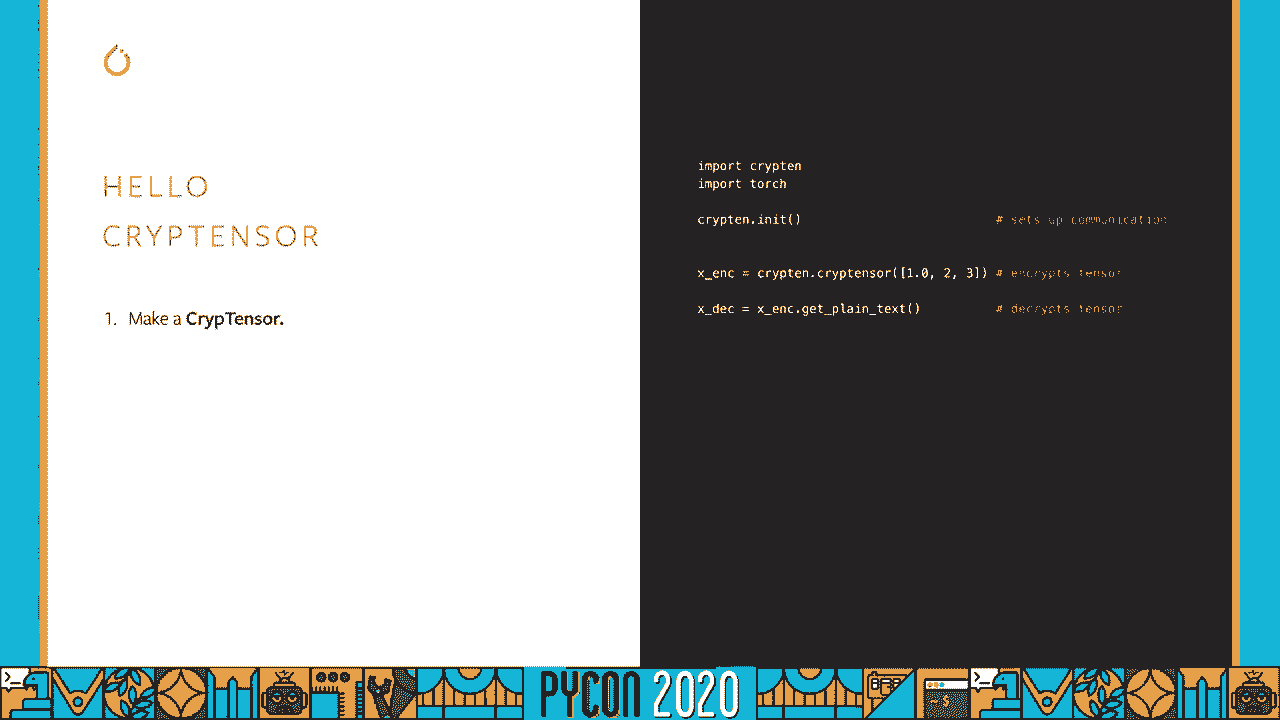 HELLO
CRYPTENSOR
1. Make a CrypTensor.
import crypten
import torch
crypten.init() # sets up communication
x_enc = crypten.cryptensor([1.0, 2, 3]) # encrypts tensor
x_dec = x_enc.get_plain_text() # decrypts tensor
PYCON 2020